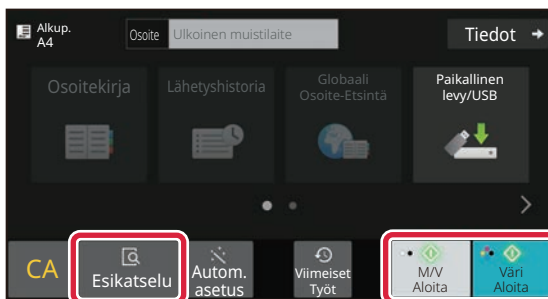 Alkup.
A4
Osoite
Ulkoinen muistilaite
Tiedot
Osoitekirja
Lähetyshistoria
Globaali
Osoite-Etsintä
Paikallinen
levy/USB
CA
Esikatselu
Autom.
asetus
Viimeiset
Työt
M/V
Aloita
Väri
Aloita